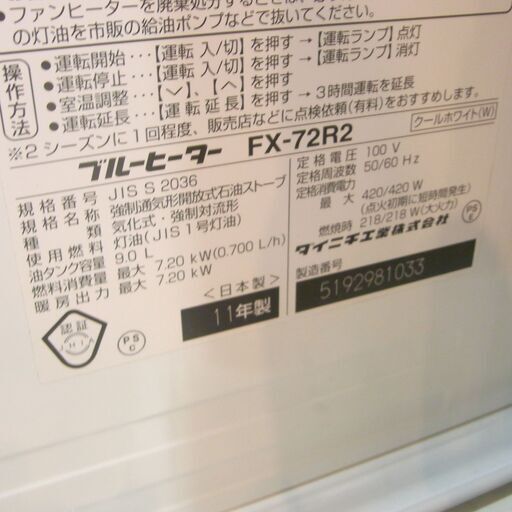 ファンヒーターを廃棄処分するときは、必ず
の灯油を市販の給油ポンプなどで抜いてください。
操作方法
●運転開始…【運転 入/切】を押す→【運転ランプ】点灯
●運転停止…【運転 入/切】を押す→【運転ランプ】消灯
●室温調整…【∨】、【∧】を押す
●運転延長…【運転延長】を押す→3時間運転を延長
※2シーズンに1回程度、販売店などに点検依頼(有料)をおすすめします。
ブルーヒーター FX-72R2
クールホワイト(W)
規格番号 JIS S 2036
規格名称 強制通気形開放式石油ストーブ
種類 気化式・強制対流形
使用燃料 灯油(JIS1号灯油)
油タンク容量 9.0 L
燃料消費量 最大 7.20 kW(0.700 L/h)
暖房出力 最大 7.20 kW
定格電圧 100 V
定格周波数 50/60 Hz
定格消費電力
最大 420/420 W
(点火初期に短時間発生)
燃焼時 218/218 W(大火力)
ダイニチ工業株式会社
PSE
製造番号
5192981033
<日本製>
11年製
認証
JHIA
PSC